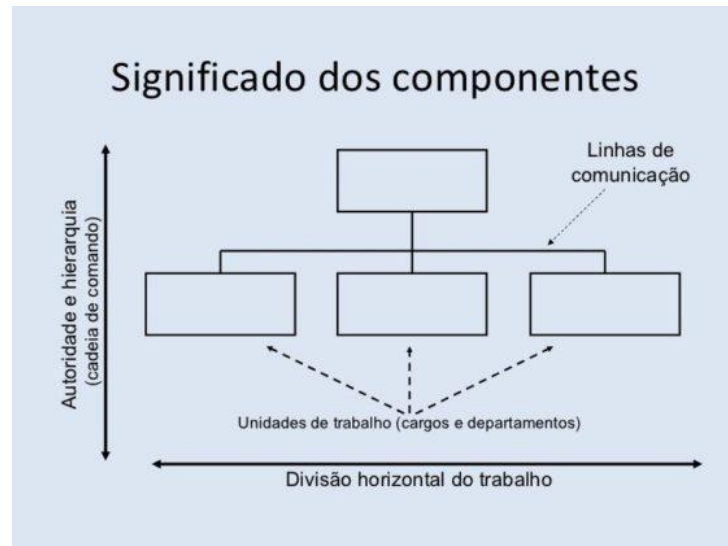 Significado dos componentes
Linhas de
comunicação
Autoridade e hierarquia
(cadeia de comando)
Unidades de trabalho (cargos e departamentos)
Divisão horizontal do trabalho